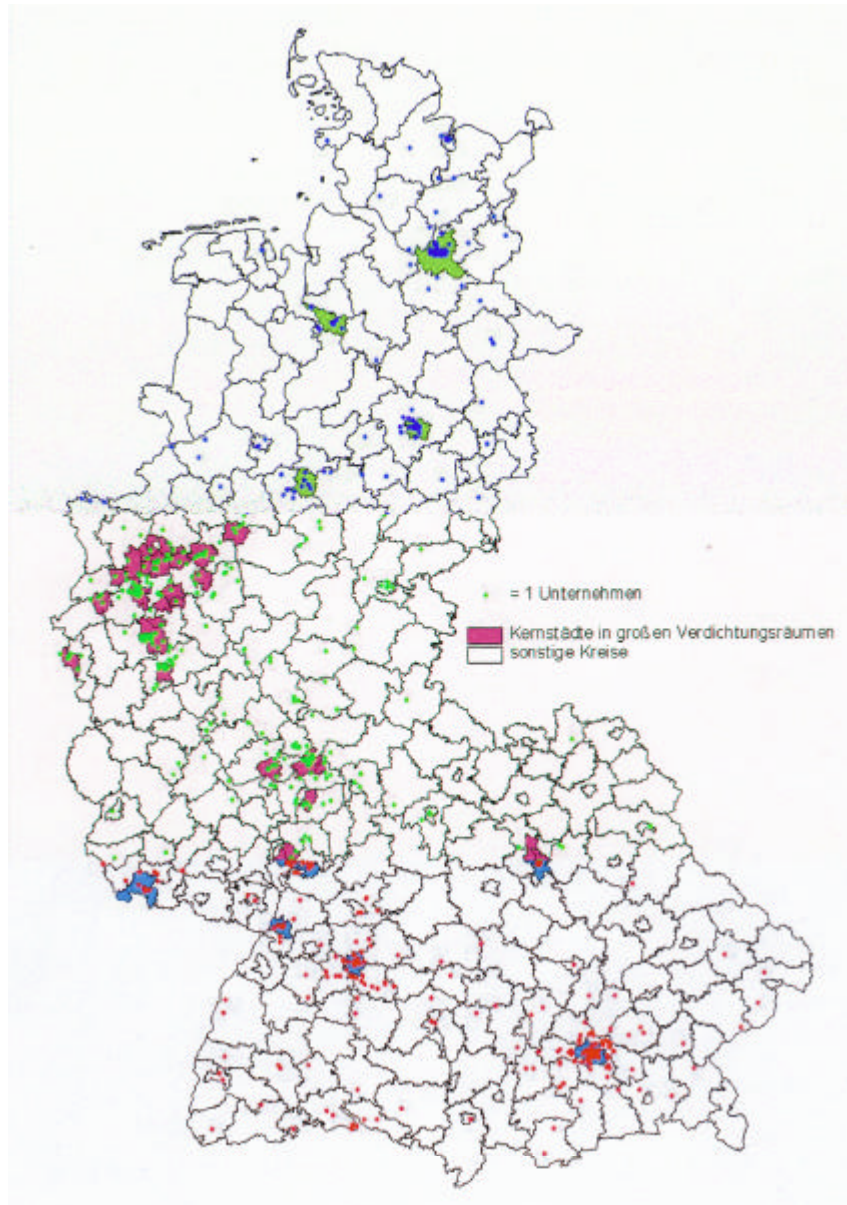 = 1 Unternehmen
Kernstädte in großen Verdichtungsräumen
sonstige Kreise